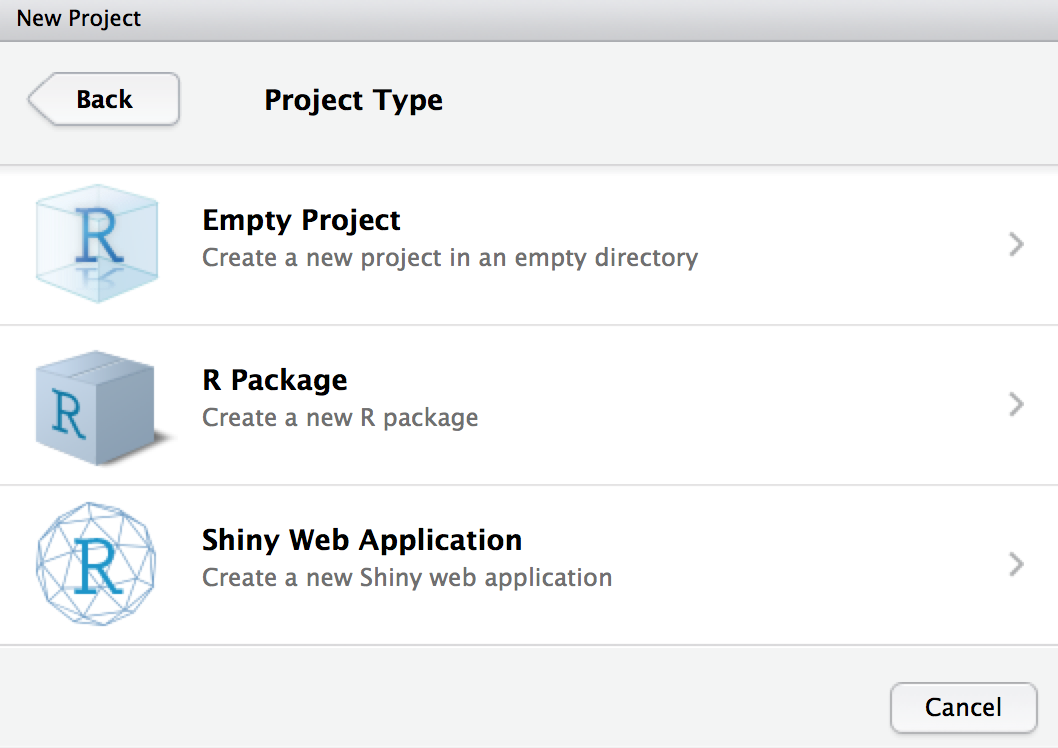 New Project
Back
Project Type
R
Empty Project
Create a new project in an empty directory
R
R Package
Create a new R package
R
Shiny Web Application
Create a new Shiny web application
Cancel